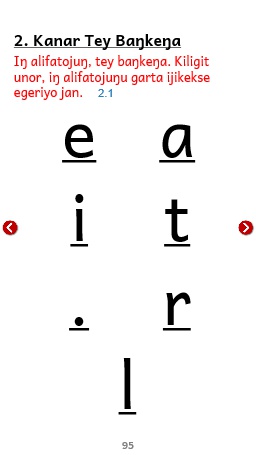 2. Kanar Tey Baŋkeŋa
Iŋ alifatojuŋ, tey baŋkeŋa. Kiligit
unor, iŋ alifatojuŋu garta ijikekse
egeriyo jan. 2.1
e a
i t
. r
l
95